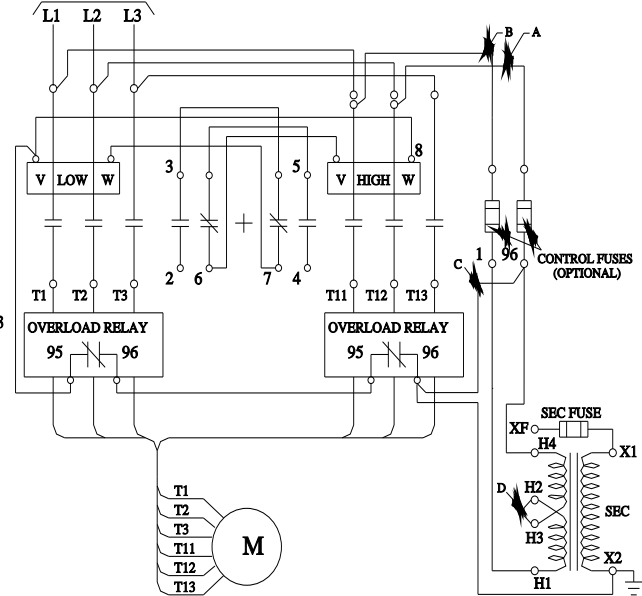 L1 L2 L3
B A
3 5 8
V LOW W
V HIGH W
2 6 7 4
1 96
CONTROL FUSES
(OPTIONAL)
C
T1 T2 T3
T11 T12 T13
OVERLOAD RELAY
95 96
OVERLOAD RELAY
95 96
SEC FUSE
XF
H4 X1
D H2
SEC
H3
X2
H1
T1
T2
T3
T11
T12
T13
M